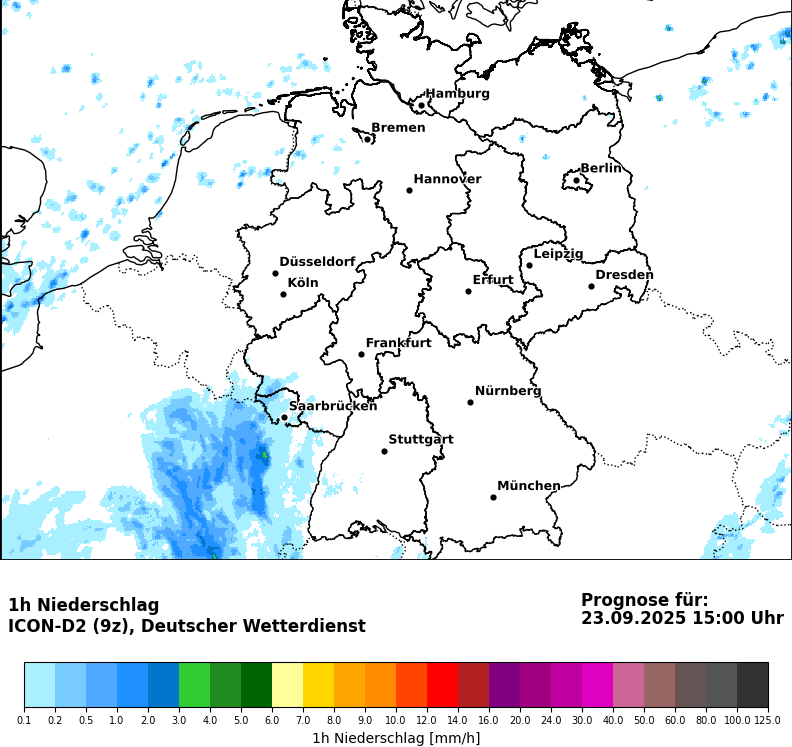 Hamburg
Bremen
Berlin
Hannover
Düsseldorf
Leipzig
Köln
Erfurt
Dresden
Frankfurt
Nürnberg
Saarbrücken
Stuttgart
München
1h Niederschlag
ICON-D2 (9z), Deutscher Wetterdienst
Prognose für:
23.09.2025 15:00 Uhr
0.1 0.2 0.5 1.0 2.0 3.0 4.0 5.0 6.0 7.0 8.0 9.0 10.0 12.0 14.0 16.0 20.0 24.0 30.0 40.0 50.0 60.0 80.0 100.0 125.0
1h Niederschlag [mm/h]